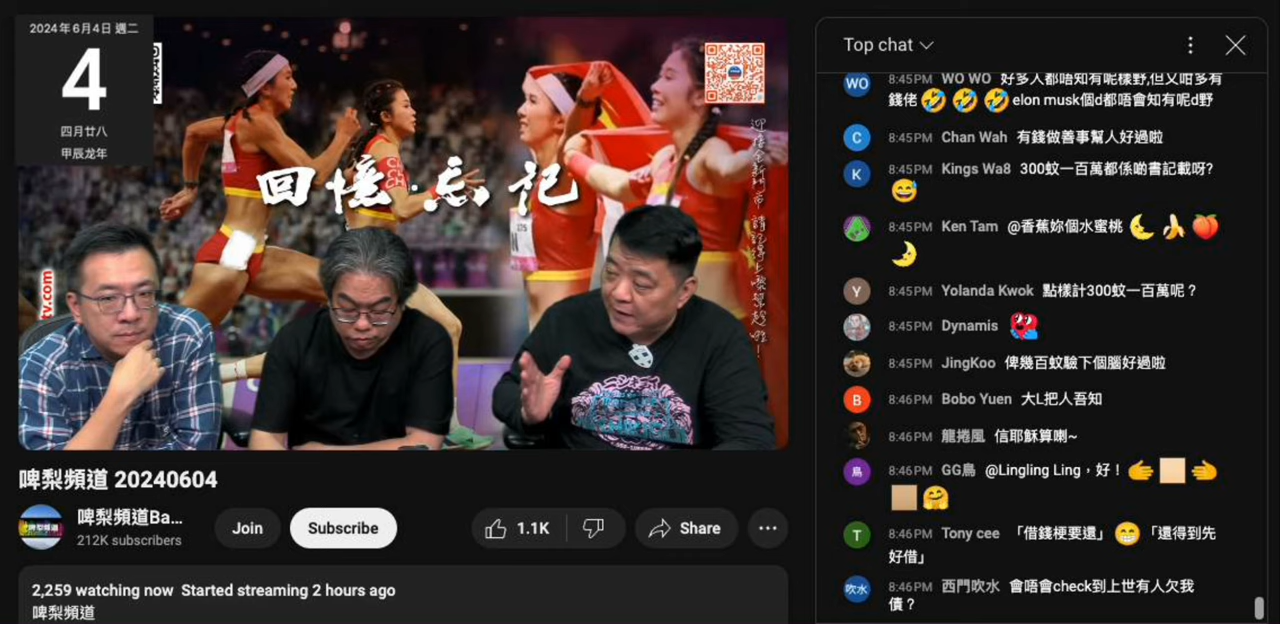 2024年6月4日 週二
4
四月廿八
甲辰龙年
回憶·忘記
tv.com
啤梨頻道 20240604
啤梨頻道Ba...
212K subscribers
Join
Subscribe
1.1K
Share
2,259 watching now Started streaming 2 hours ago
啤梨頻道
Top chat
WO 8:45PM WO WO 好多人都唔知有呢樣野,但又咁多有
錢佬 🤣 🤣 🤣 elon musk個d都唔會知有呢d野
C 8:45PM Chan Wah 有錢做善事幫人好過啦
K 8:45PM Kings Wa8 300蚊一百萬都係啲書記載呀?
😅
8:45PM Ken Tam @香蕉妳個水蜜桃 🌜 🍌 🍑
🌛
Y 8:45PM Yolanda Kwok 點樣計300蚊一百萬呢？
8:45PM Dynamis
8:45PM JingKoo 俾幾百蚊驗下個腦好過啦
B 8:46PM Bobo Yuen 大L把人吾知
8:46PM 龍捲風 信耶穌算喇~
鳥 8:46PM GG鳥 @Lingling Ling，好！
🤗
T 8:46PM Tony cee 「借錢梗要還」 😁 「還得到先
好借」
吹水 8:46PM 西門吹水 會唔會check到上世有人欠我
債？